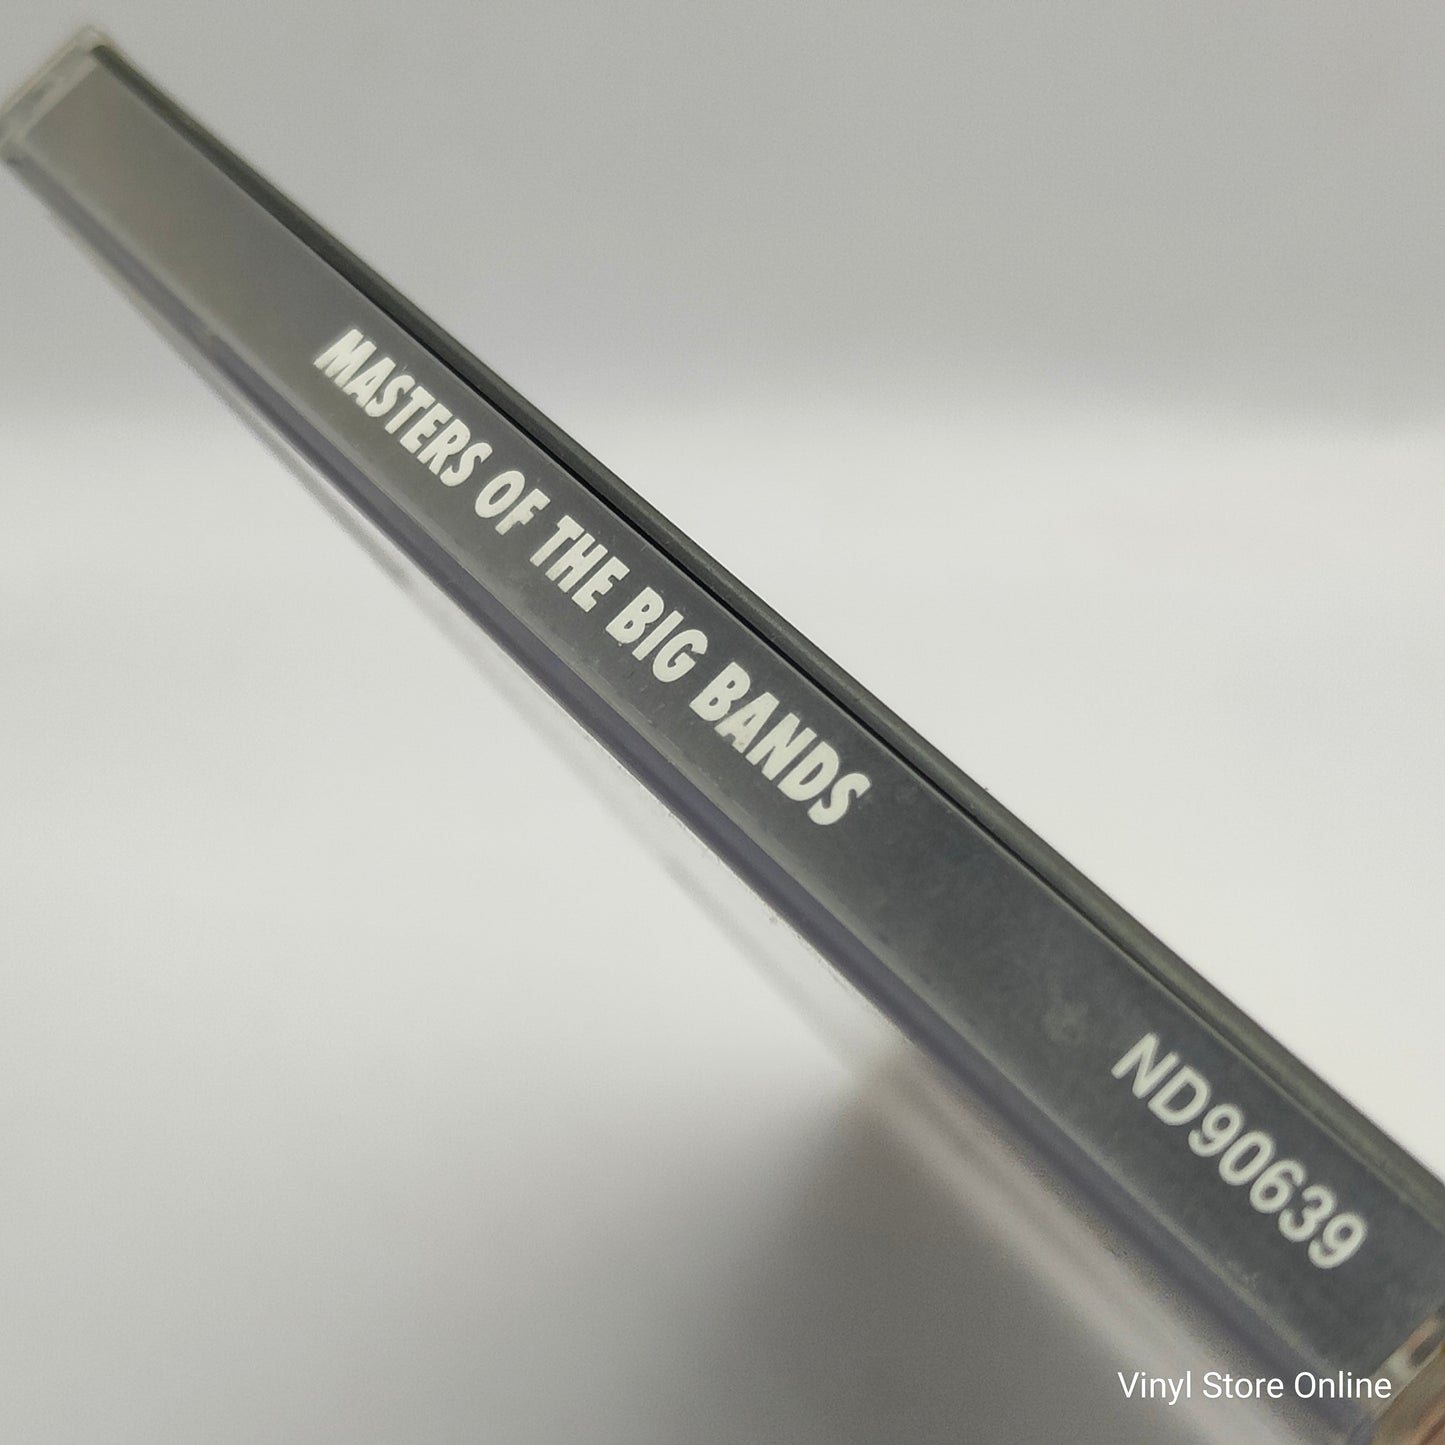 MASTERS OF THE BIG BANDS
ND90639
Vinyl Store Online